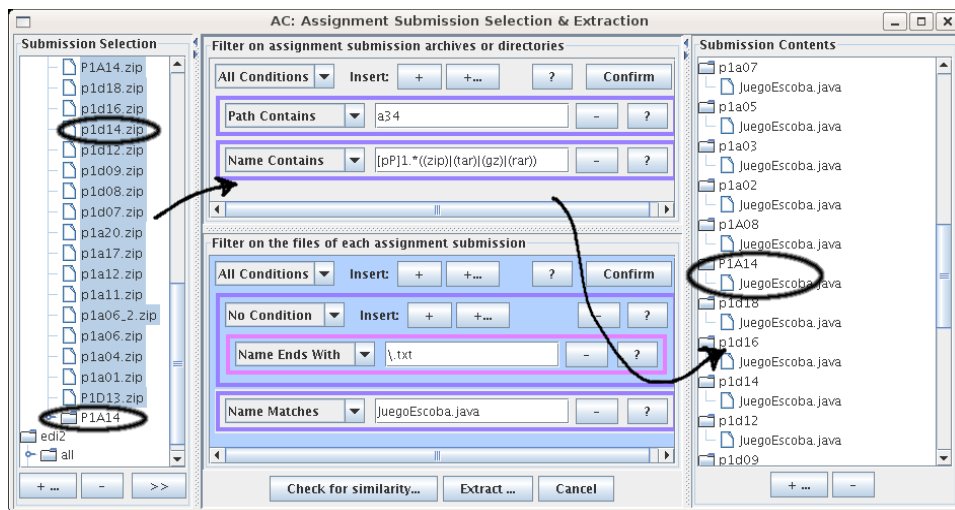 AC: Assignment Submission Selection & Extraction
Submission Selection
P1A14.zip
p1d18.zip
p1d16.zip
p1d14.zip
p1d12.zip
p1d09.zip
p1d08.zip
p1d07.zip
p1a20.zip
p1a17.zip
p1a12.zip
p1a11.zip
p1a06_2.zip
p1a06.zip
p1a04.zip
p1a01.zip
P1D13.zip
P1A14
edi2
all
+ ... - >>
Filter on assignment submission archives or directories
All Conditions Insert: + +... ? Confirm
Path Contains a34 - ?
Name Contains [pP]1.*((zip)|(tar)|(gz)|(rar)) - ?
Filter on the files of each assignment submission
All Conditions Insert: + +... ? Confirm
No Condition Insert: + +... - ?
Name Ends With \.txt - ?
Name Matches JuegoEscoba.java - ?
Check for similarity... Extract ... Cancel
Submission Contents
p1a07
JuegoEscoba.java
p1a05
JuegoEscoba.java
p1a03
JuegoEscoba.java
p1a02
JuegoEscoba.java
p1A08
JuegoEscoba.java
P1A14
JuegoEscoba.java
p1d18
JuegoEscoba.java
p1d16
JuegoEscoba.java
p1d14
JuegoEscoba.java
p1d12
JuegoEscoba.java
p1d09
+ ... -